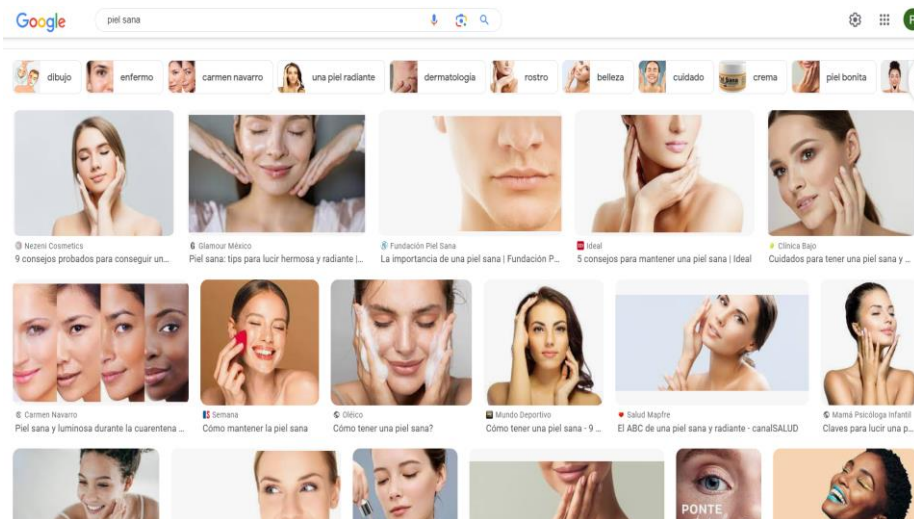 Google
piel sana
dibujo
enfermo
carmen navarro
una piel radiante
dermatologia
rostro
belleza
cuidado
crema
piel bonita
Nezeni Cosmetics
9 consejos probados para conseguir un...
Glamour México
Piel sana: tips para lucir hermosa y radiante |...
Fundación Piel Sana
La importancia de una piel sana | Fundación P...
Ideal
5 consejos para mantener una piel sana | Ideal
Clínica Bajo
Cuidados para tener una piel sana y ...
Carmen Navarro
Piel sana y luminosa durante la cuarentena ...
Semana
Cómo mantener la piel sana
Oléico
Cómo tener una piel sana?
Mundo Deportivo
Cómo tener una piel sana - 9 ...
Salud Mapfre
El ABC de una piel sana y radiante - canalSALUD
Mamá Psicóloga Infantil
Claves para lucir una p...
PONTE